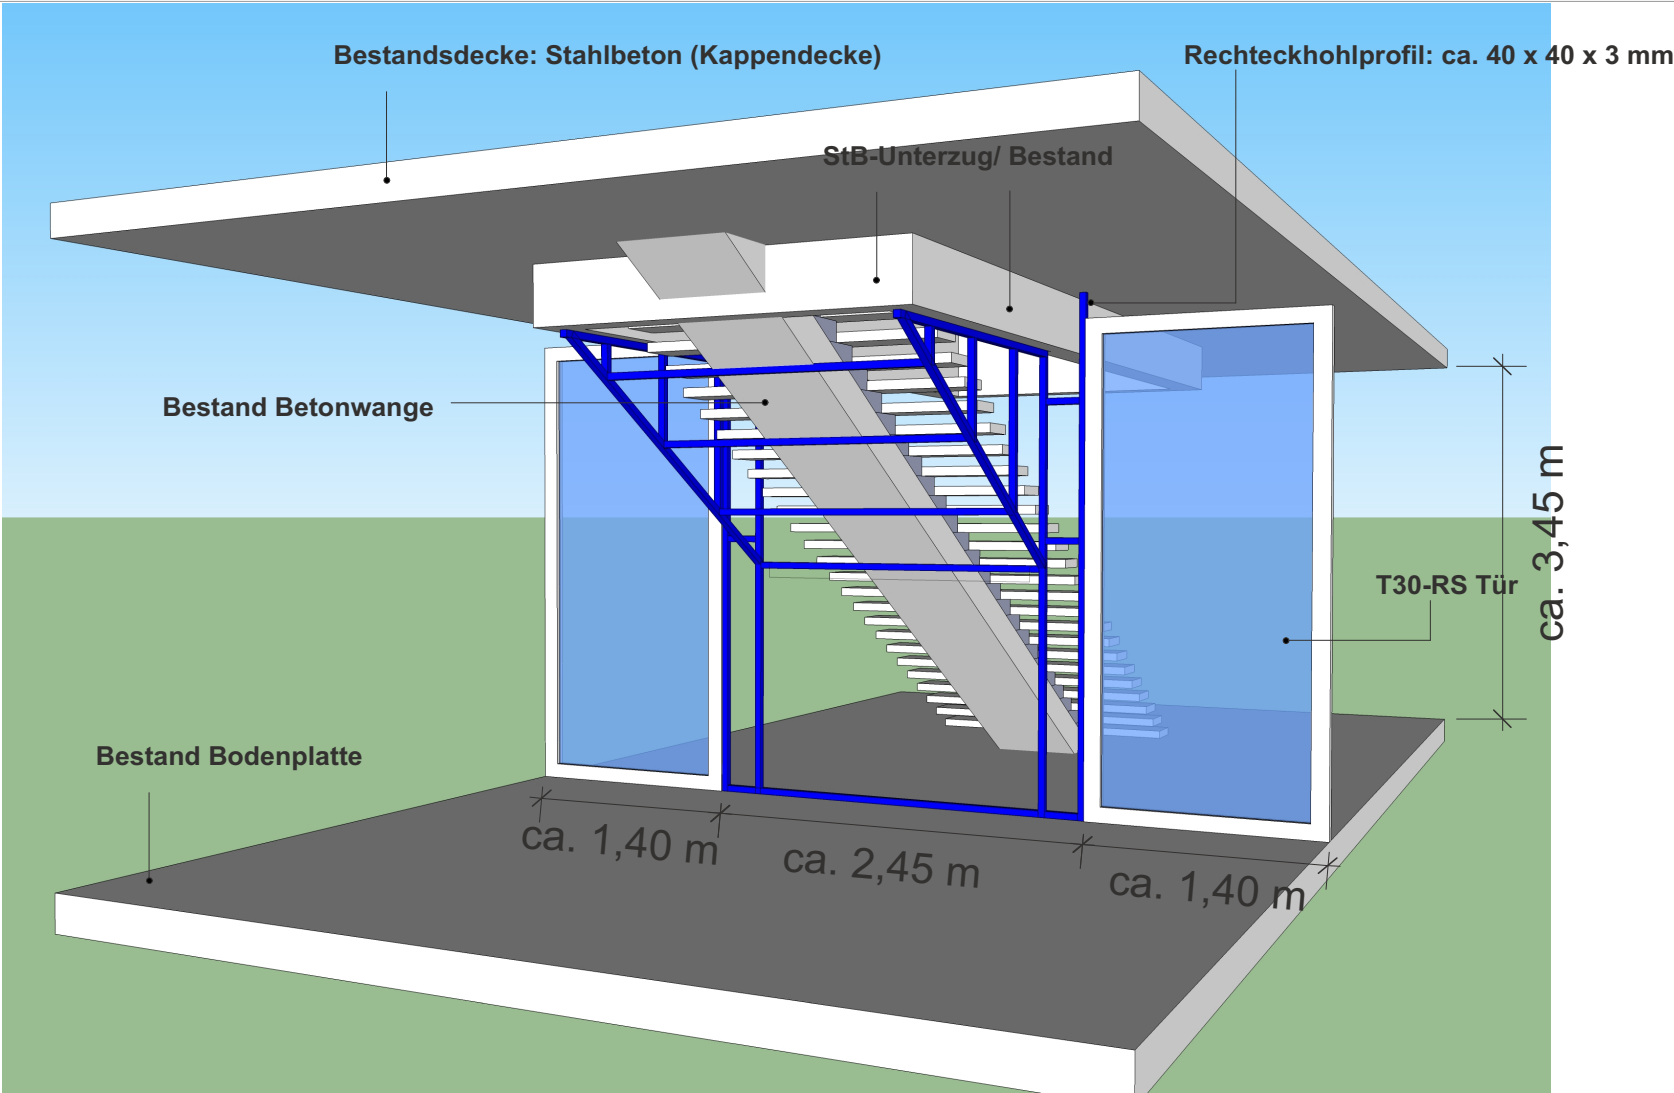 Bestandsdecke: Stahlbeton (Kappendecke)
Rechteckhohlprofil: ca. 40 x 40 x 3 mm
StB-Unterzug/ Bestand
Bestand Betonwange
ca. 3,45 m
T30-RS Tür
Bestand Bodenplatte
ca. 1,40 m
ca. 2,45 m
ca. 1,40 m